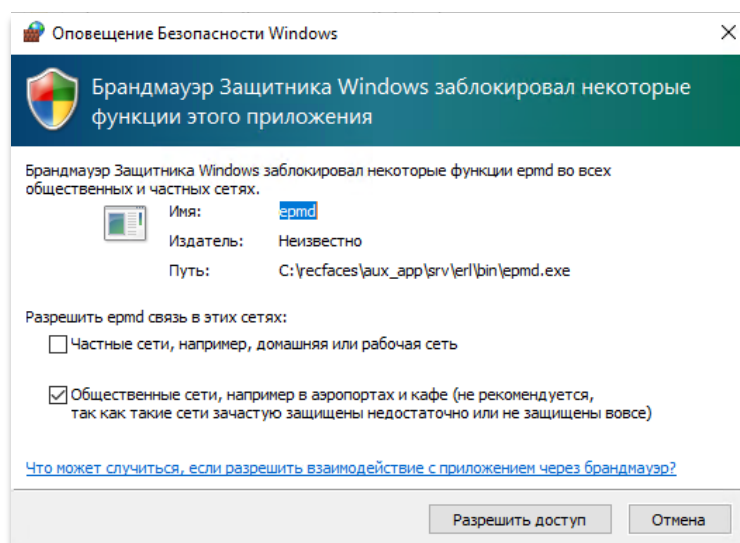 Оповещение Безопасности Windows
Брандмауэр Защитника Windows заблокировал некоторые
функции этого приложения
Брандмауэр Защитника Windows заблокировал некоторые функции epmd во всех
общественных и частных сетях.
Имя: epmd
Издатель: Неизвестно
Путь: C:\recfaces\aux_app\srv\erl\bin\epmd.exe
Разрешить epmd связь в этих сетях:
Частные сети, например, домашняя или рабочая сеть
Общественные сети, например в аэропортах и кафе (не рекомендуется,
так как такие сети зачастую защищены недостаточно или не защищены вовсе)
Что может случиться, если разрешить взаимодействие с приложением через брандмауэр?
Разрешить доступ Отмена